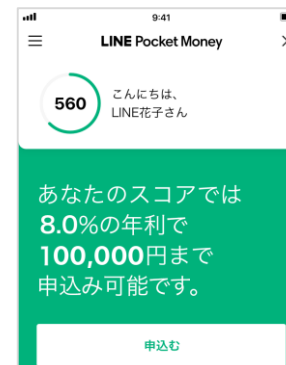 9:41
LINE Pocket Money
560
こんにちは、
LINE花子さん
あなたのスコアでは
8.0%の年利で
100,000円まで
申込み可能です。
申込む